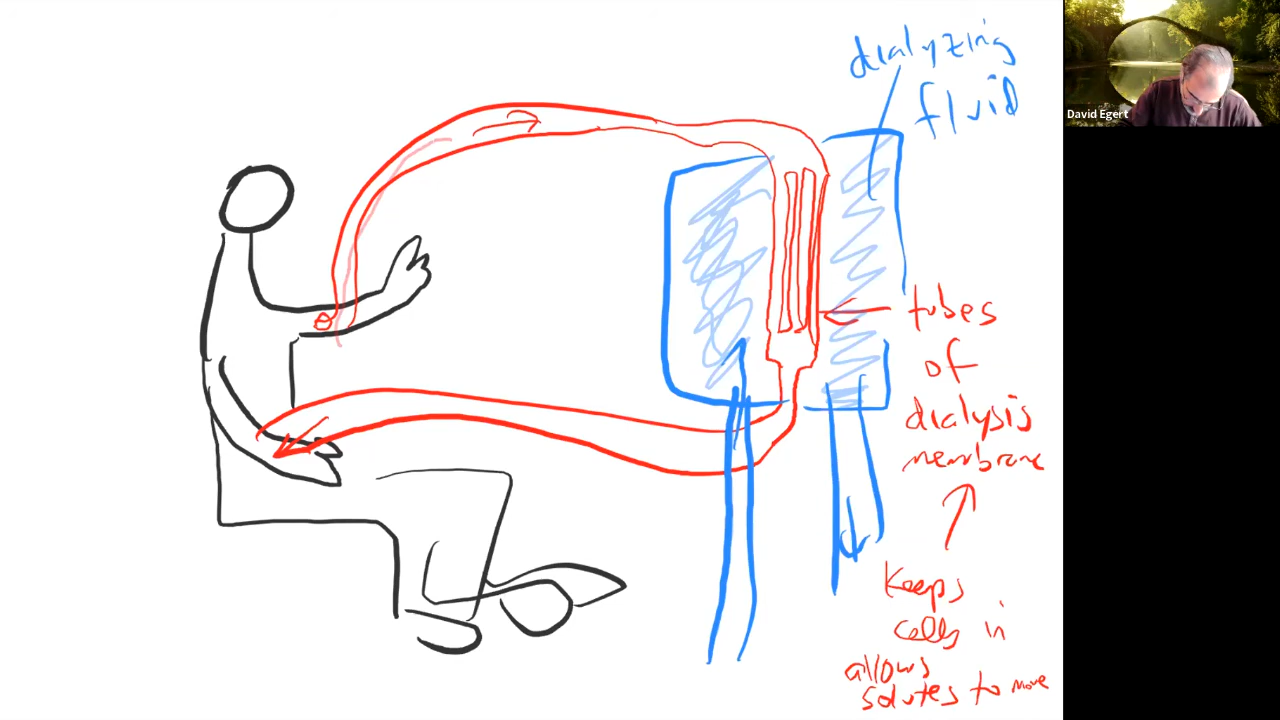 dialyzing
fluid
David Egert
tubes
of
dialysis
membrane
Keeps
cells in
allows
solutes to move